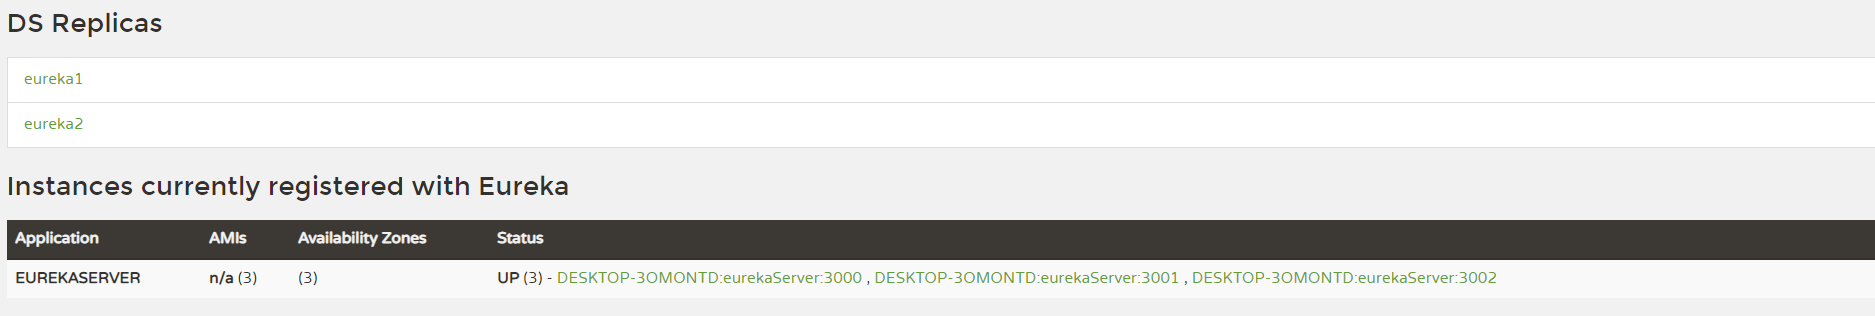 DS Replicas
eureka1
eureka2
Instances currently registered with Eureka
Application AMIs Availability Zones Status
EUREKASERVER n/a (3) (3) UP (3) - DESKTOP-3OMONTD:eurekaServer:3000 , DESKTOP-3OMONTD:eurekaServer:3001 , DESKTOP-3OMONTD:eurekaServer:3002